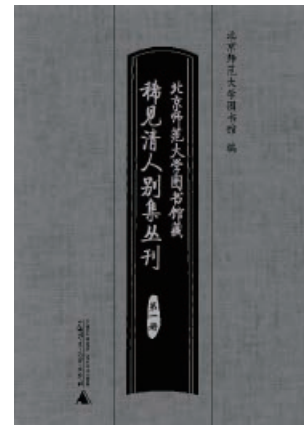 北京师范大学图书馆 编
北京师范大学图书馆藏
稀见清人别集丛刊
第一册